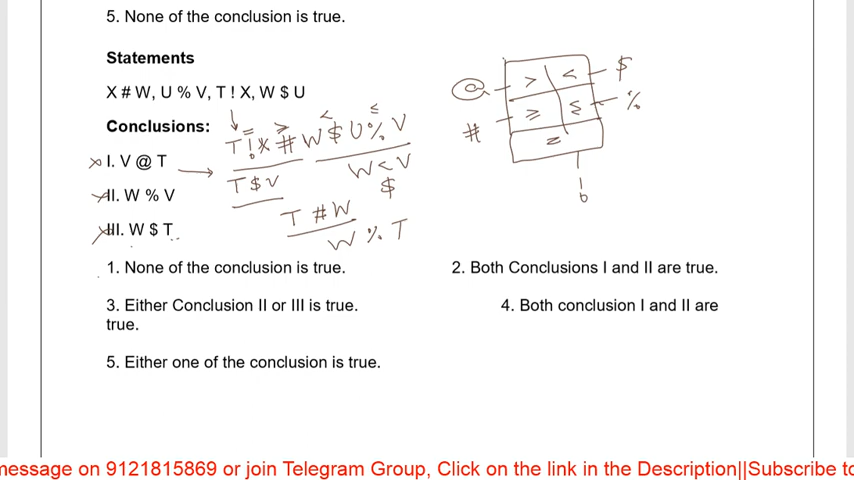 5. None of the conclusion is true.
Statements
X # W, U % V, T ! X, W $ U
Conclusions:
I. V @ T
II. W % V
III. W $ T
= > < ≤
T ! X # W $ U % V
T $ V
W < V
$
T # W
W % T
@ > < $
# ≥ ≤ %
=
!
1. None of the conclusion is true.
2. Both Conclusions I and II are true.
3. Either Conclusion II or III is true.
4. Both conclusion I and II are
true.
5. Either one of the conclusion is true.
message on 9121815869 or join Telegram Group, Click on the link in the Description||Subscribe to